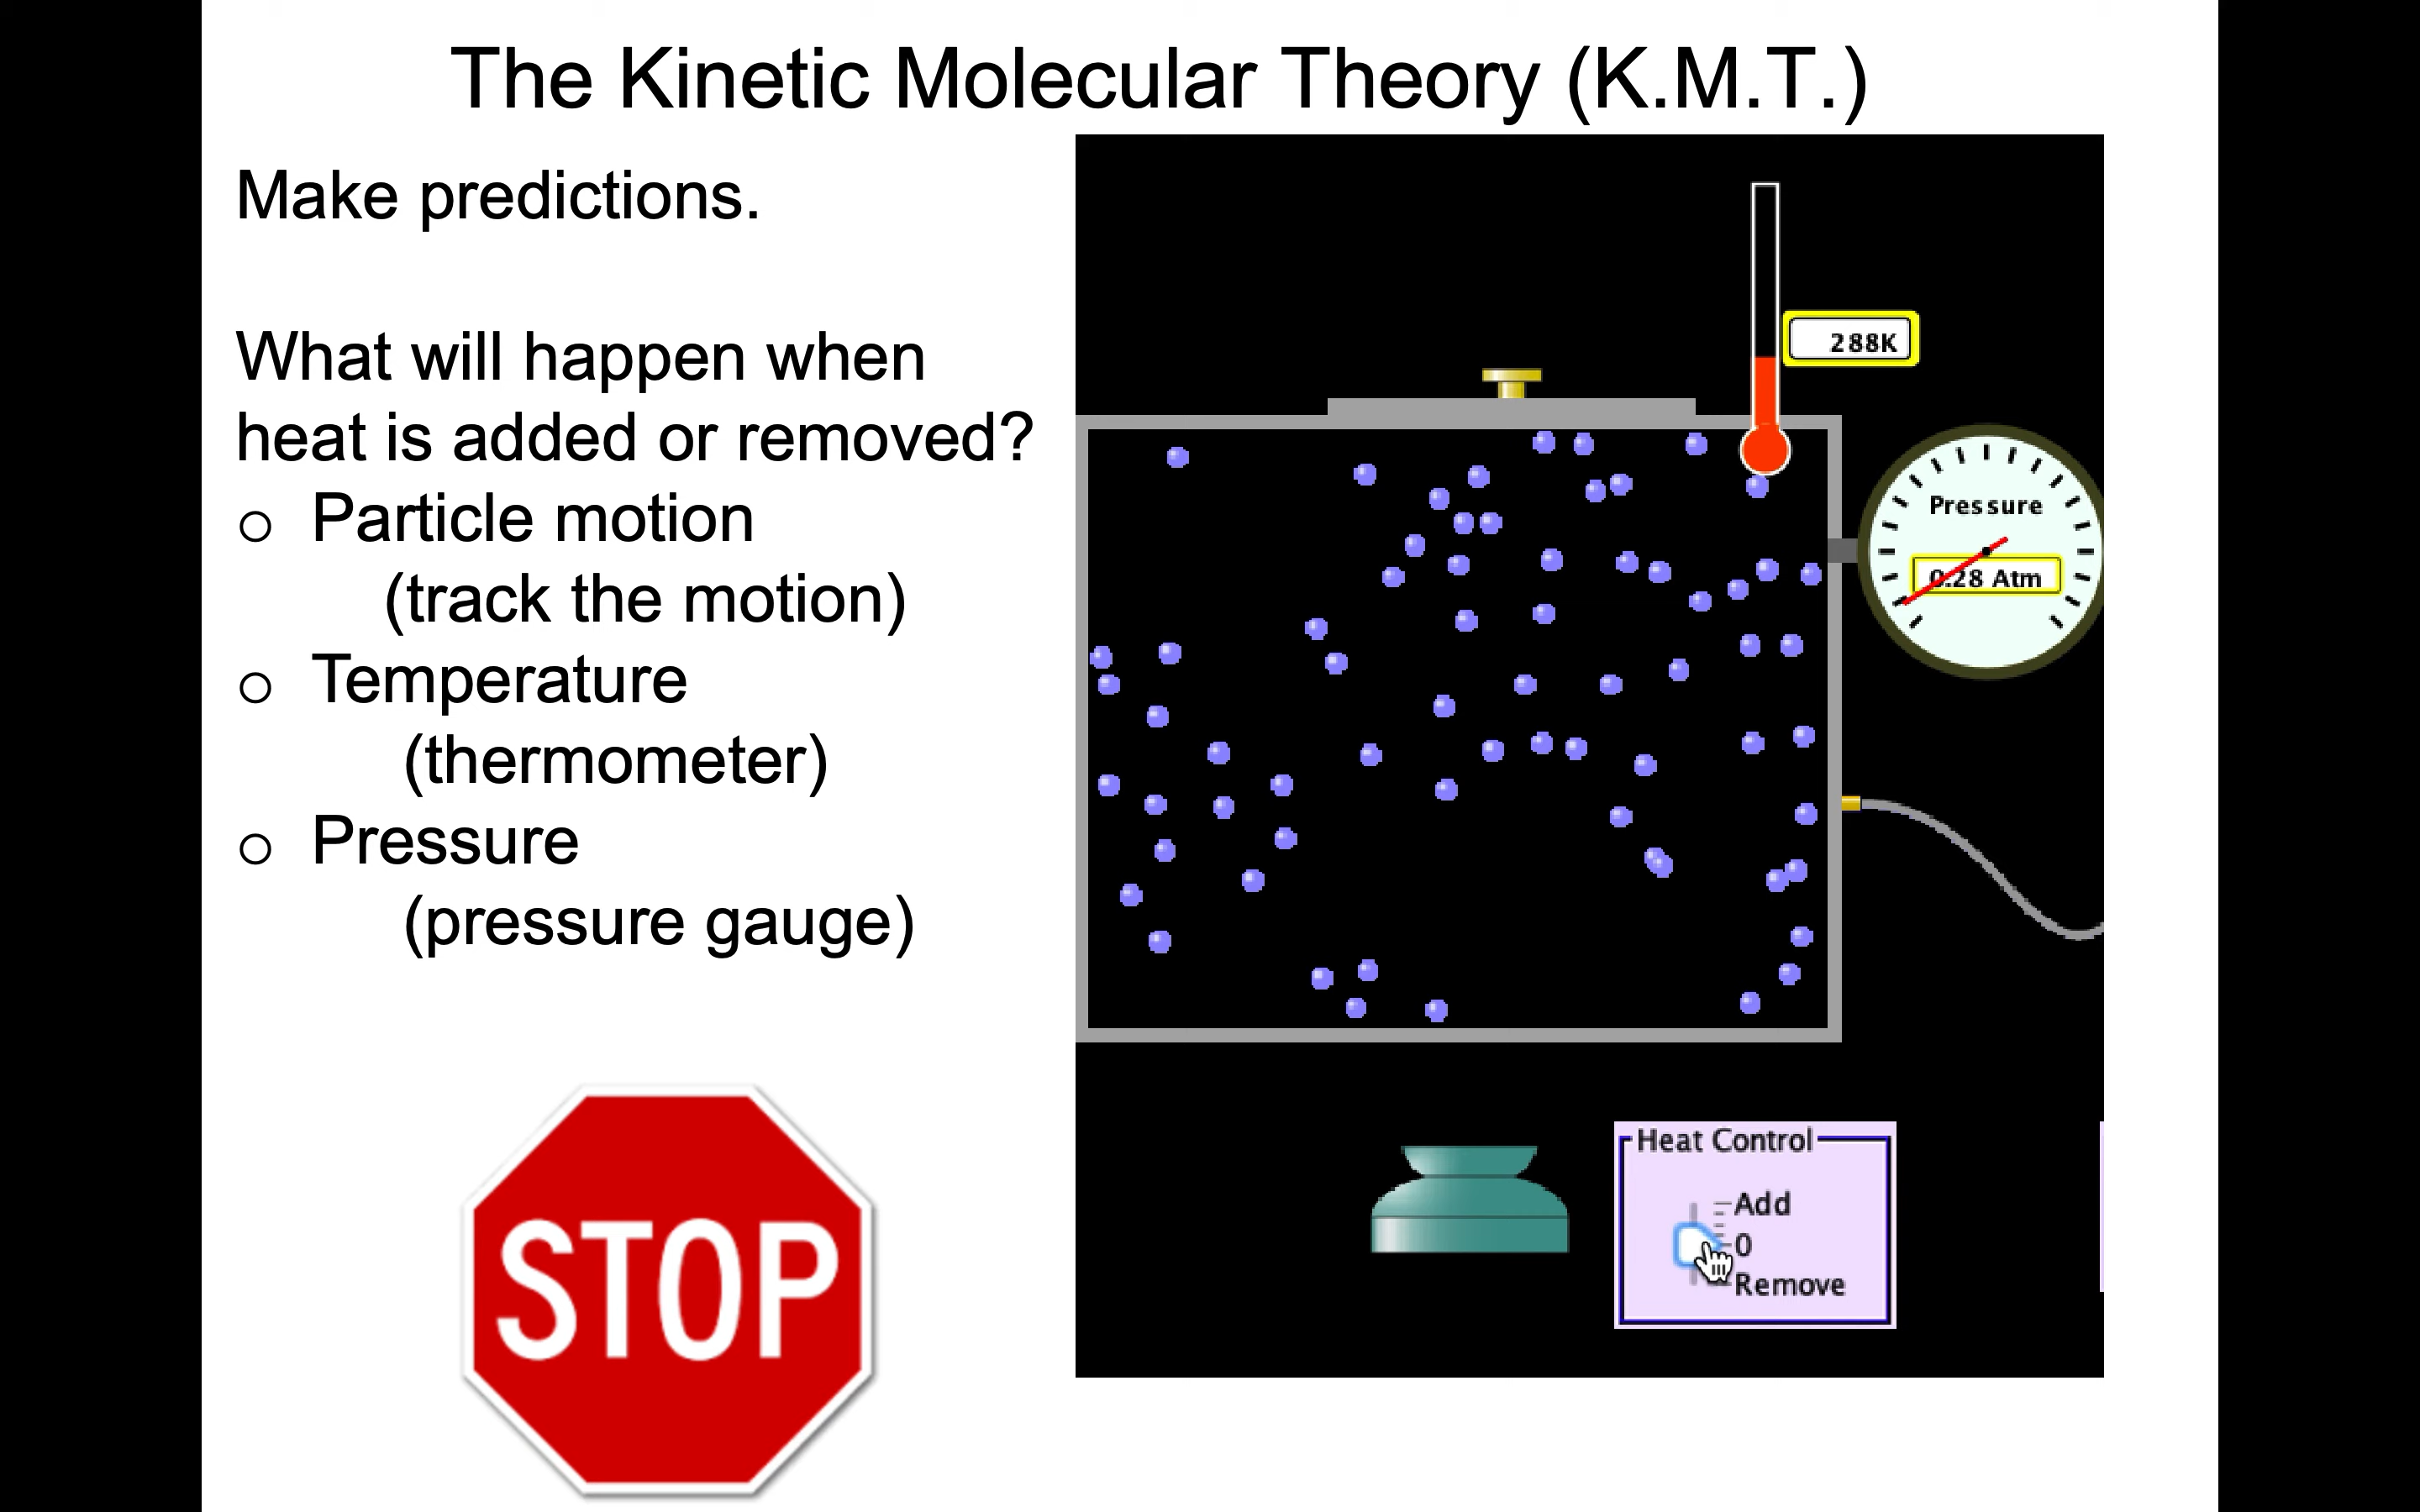 The Kinetic Molecular Theory (K.M.T.)
Make predictions.
What will happen when
heat is added or removed?
o Particle motion
(track the motion)
o Temperature
(thermometer)
o Pressure
(pressure gauge)
STOP
288K
Pressure
0.28 Atm
Heat Control
Add
0
Remove